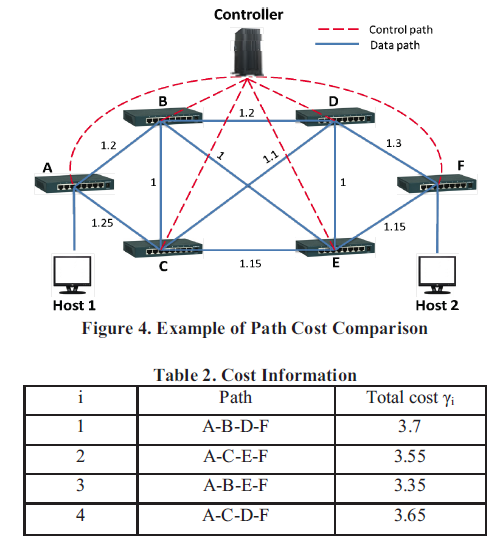 Controller
Control path
Data path
B
D
1.2
1.2
1.3
A
F
1
1.1
1
1
1.25
1.15
C
E
1.15
Host 1
Host 2
Figure 4. Example of Path Cost Comparison
Table 2. Cost Information
i Path Total cost γi
1 A-B-D-F 3.7
2 A-C-E-F 3.55
3 A-B-E-F 3.35
4 A-C-D-F 3.65